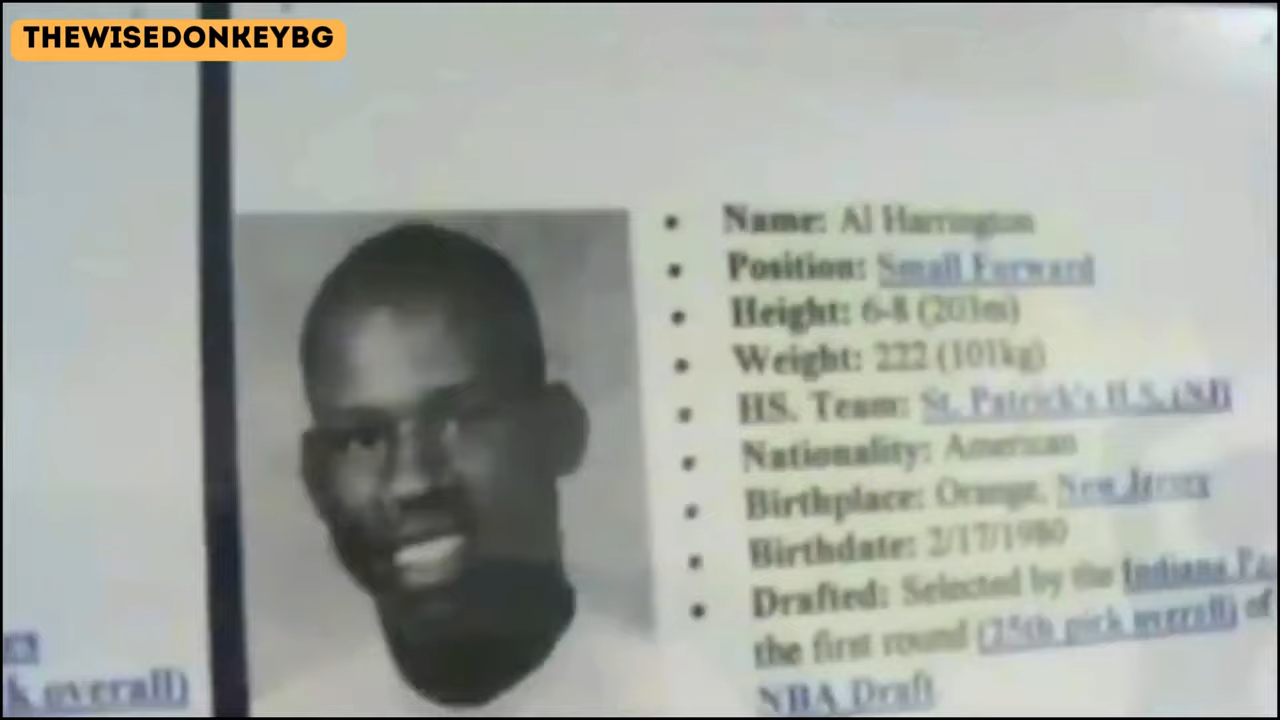 THEWISEDONKEYBG
• Name: Al Harrington
• Position: Small Forward
• Height: 6-8 (203m)
• Weight: 222 (101kg)
• HS. Team: St. Patrick's H.S. (NJ)
• Nationality: American
• Birthplace: Orange, New Jersey
• Birthdate: 2/17/1980
• Drafted: Selected by the Indiana Pa
the first round (25th pick overall) of
NBA Draft
k overall)